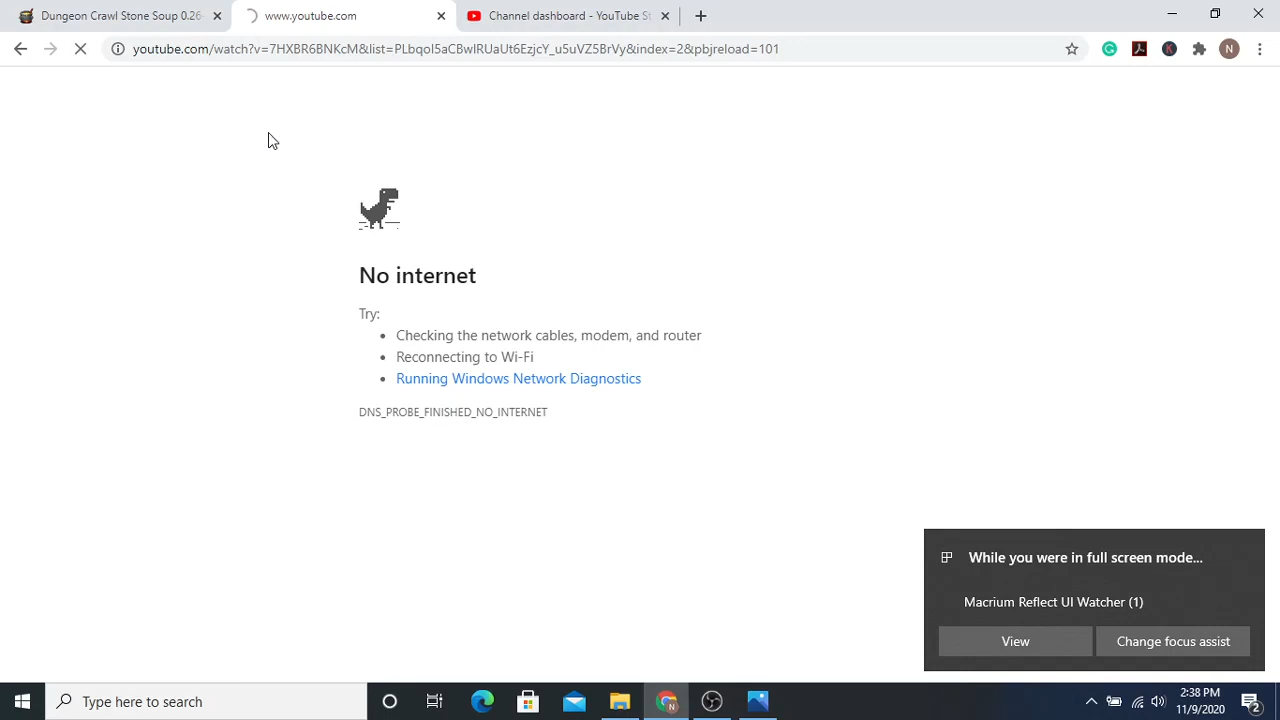 Dungeon Crawl Stone Soup 0.26
www.youtube.com
Channel dashboard - YouTube St
youtube.com/watch?v=7HXBR6BNKcM&list=PLbqoI5aCBwIRUaUt6EzjcY_u5uVZ5BrVy&index=2&pbjreload=101
N
No internet
Try:
Checking the network cables, modem, and router
Reconnecting to Wi-Fi
Running Windows Network Diagnostics
DNS_PROBE_FINISHED_NO_INTERNET
While you were in full screen mode...
Macrium Reflect UI Watcher (1)
View
Change focus assist
Type here to search
N
2:38 PM
11/9/2020
2